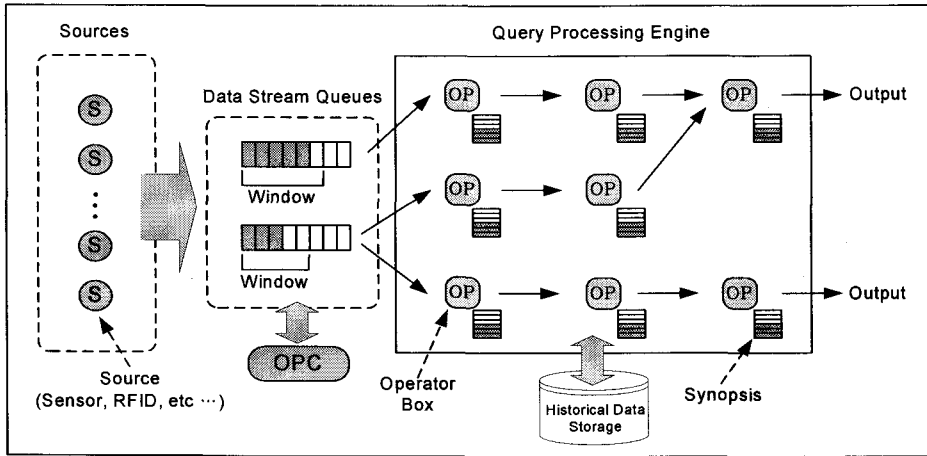 Sources
Query Processing Engine
Data Stream Queues
S
S
S
S
Window
Window
OPC
OP
OP
OP
Output
OP
OP
OP
OP
OP
Output
Source
(Sensor, RFID, etc ···)
Operator
Box
Historical Data
Storage
Synopsis